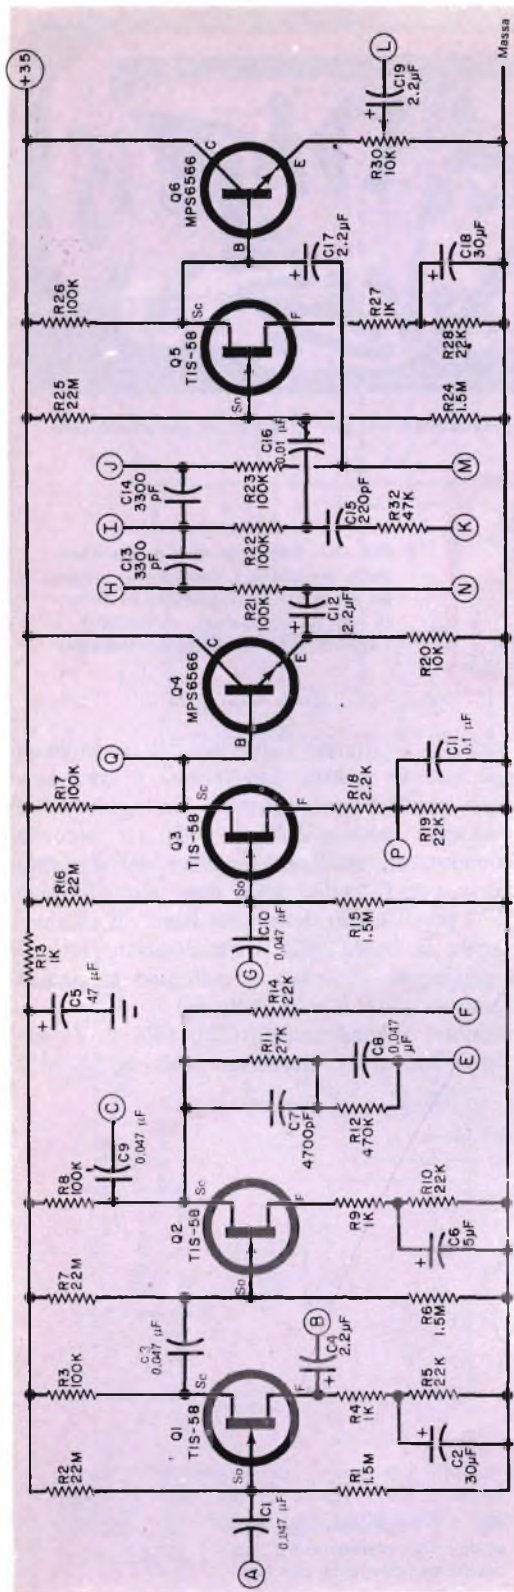 A
C1
0.047 µF
R2
22M
R1
1.5M
Q1
TIS-58
So
Sc
F
R3
100K
C2
30µF
R4
1K
R5
22K
B
C4
2.2µF
C3
0.047 µF
R7
22M
R6
1.5M
Q2
TIS-58
So
Sc
F
R8
100K
C9
0.047 µF
C
R9
1K
R10
22K
C6
5µF
C7
4700pF
R12
470K
R11
27K
C8
0.047
µF
E
R14
22K
F
C5
47 µF
R13
1K
G
C10
0.047 µF
R16
22M
R15
1.5M
Q3
TIS-58
So
Sc
F
R17
100K
R18
2.2K
R19
22K
P
C11
0.1 µF
Q
Q4
MPS6566
B
C
E
R20
10K
C12
2.2µF
H
R21
100K
N
C13
3300
pF
I
R22
100K
C15
220pF
R32
47K
K
C14
3300
pF
J
R23
100K
M
C16
0.01 µF
R25
22M
R24
1.5M
Q5
TIS-58
Sn
Sc
F
R26
100K
R27
1K
R28
22K
C18
30µF
C17
2.2µF
Q6
MPS6566
B
C
E
R30
10K
C19
2.2µF
L
+35
Massa